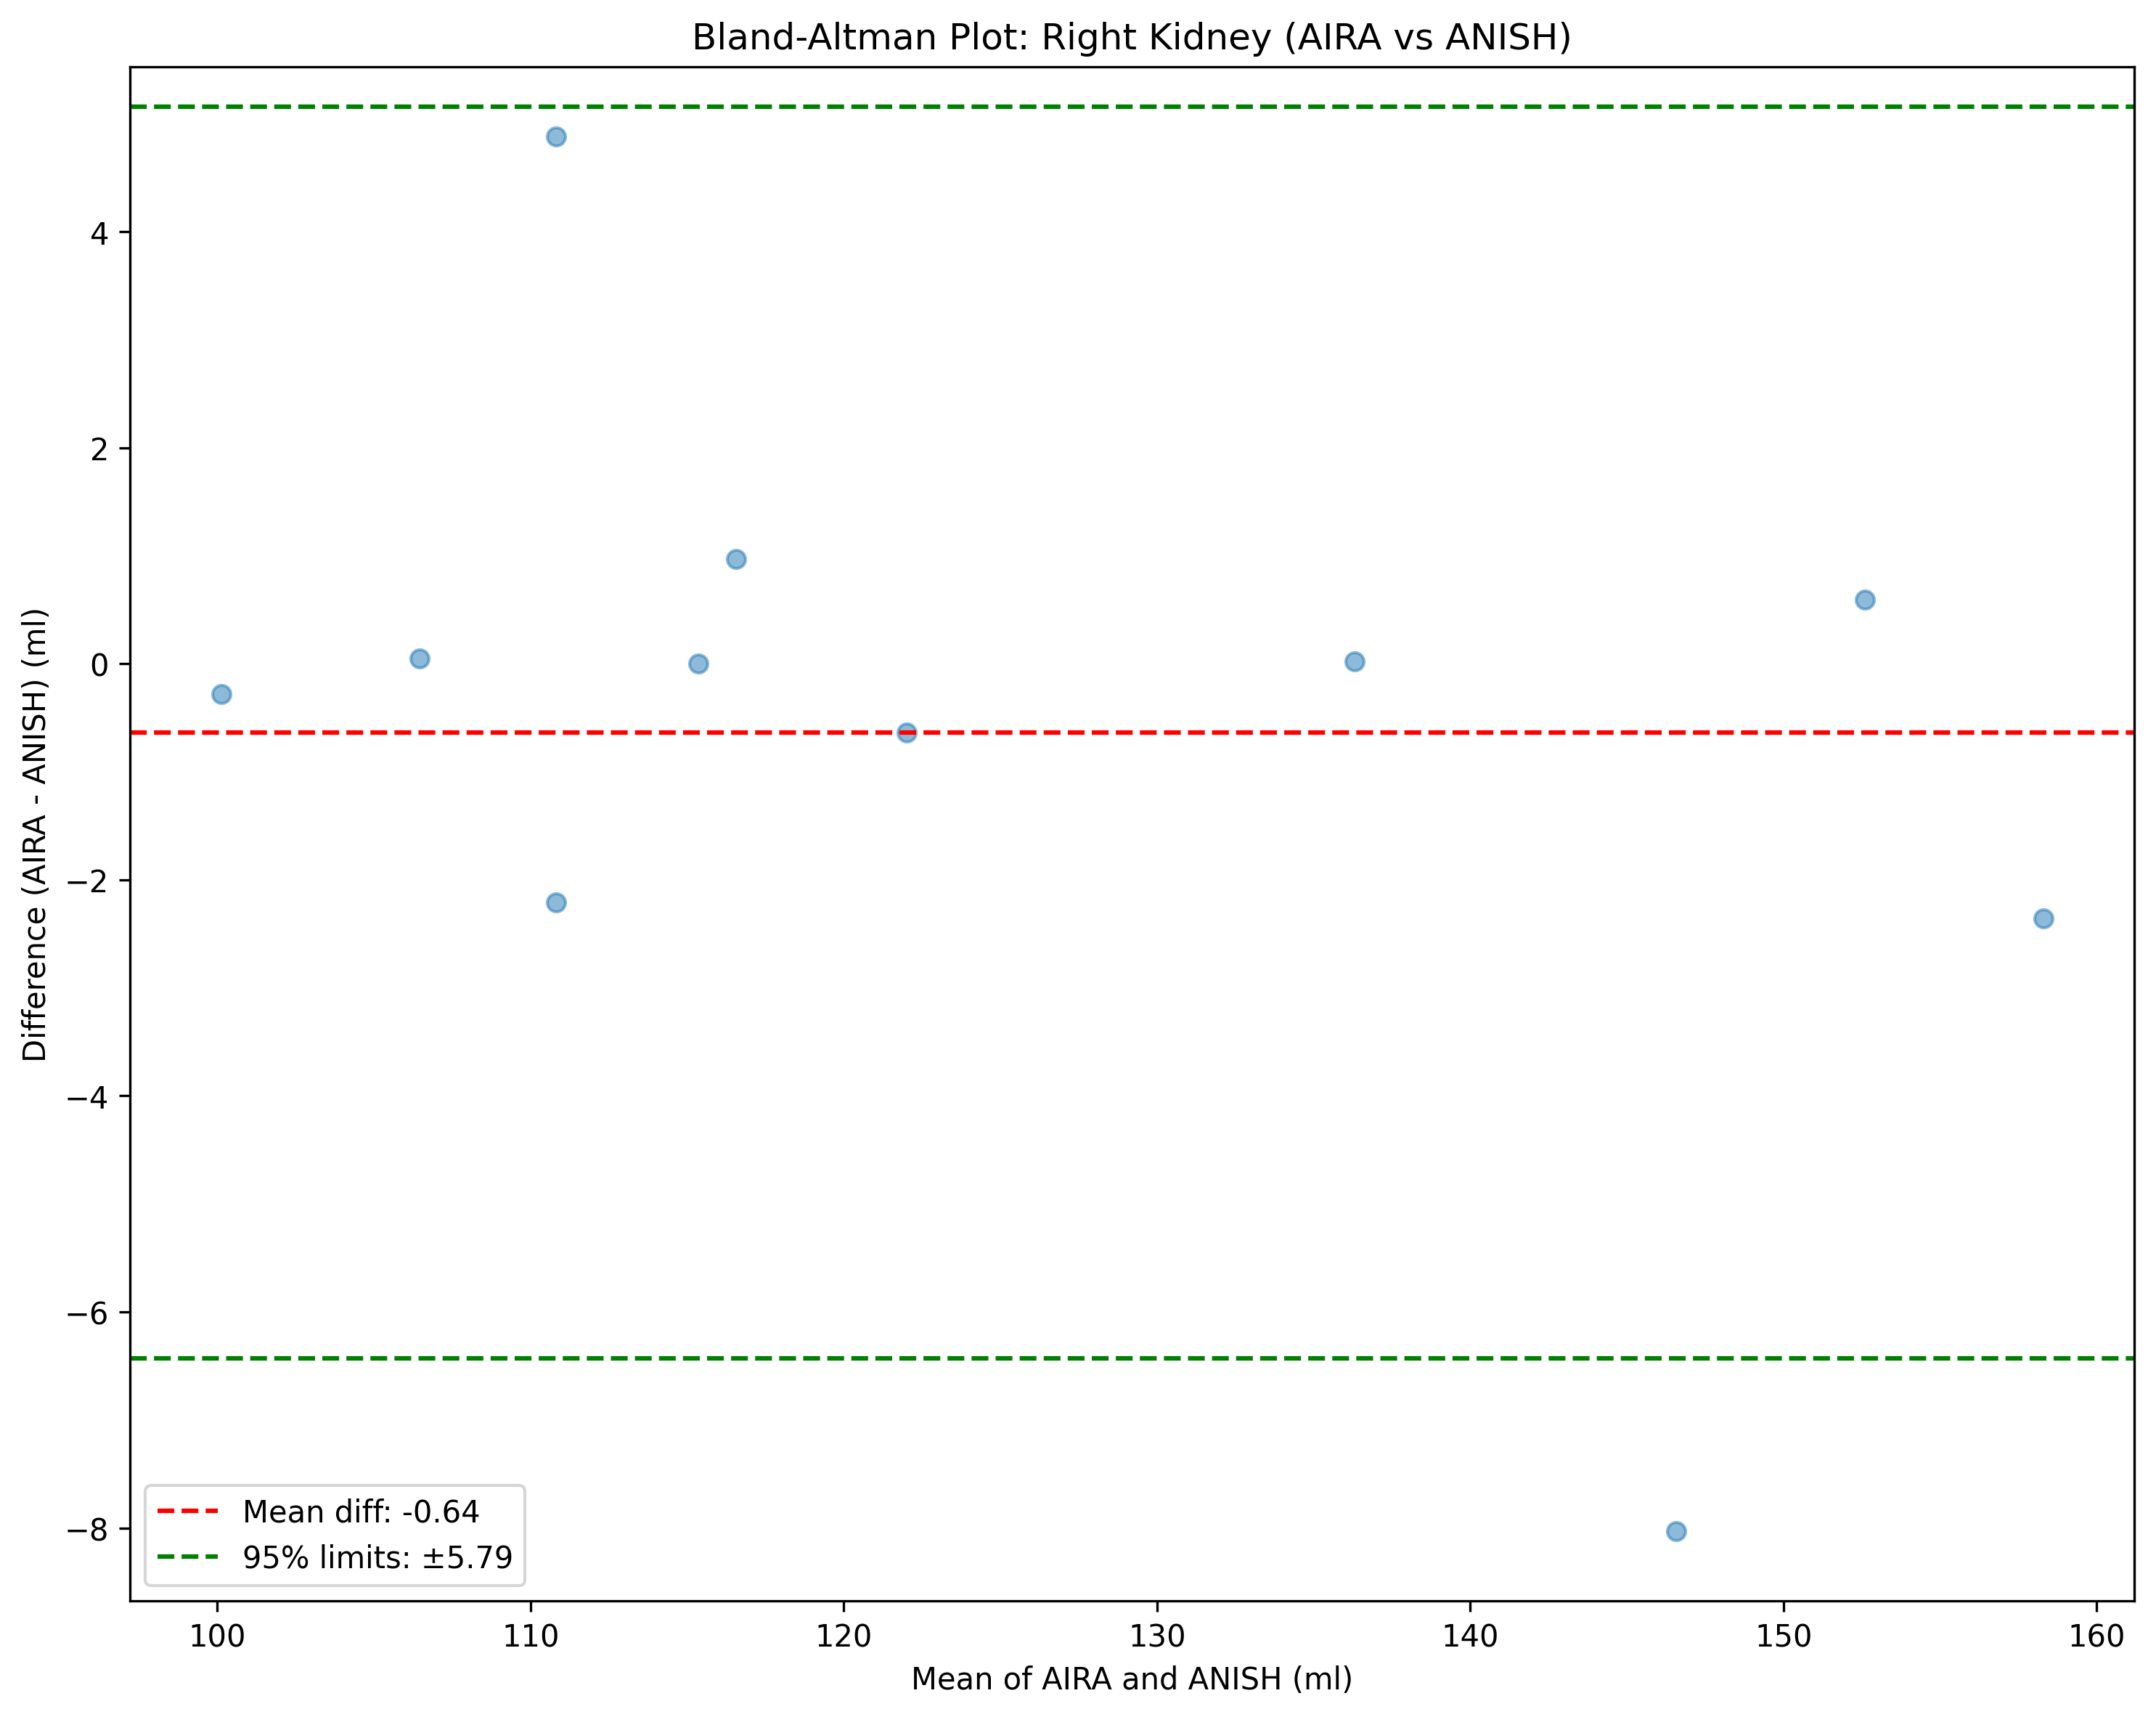 Bland-Altman Plot: Right Kidney (AIRA vs ANISH)
Difference (AIRA - ANISH) (ml)
4
2
0
−2
−4
−6
−8
Mean diff: -0.64
95% limits: ±5.79
100 110 120 130 140 150 160
Mean of AIRA and ANISH (ml)